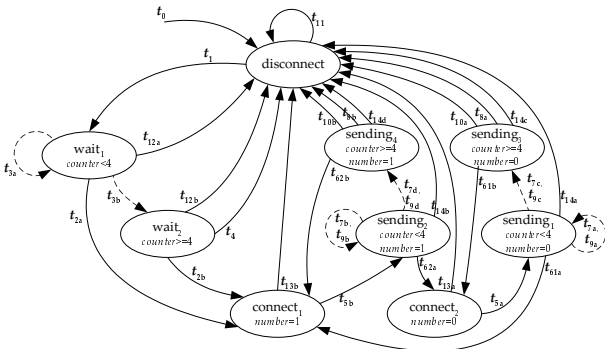 t0
t11
t1
disconnect
t12a
t10b
t8b
t14d
t10a
t8a
t14c
wait1
counter<4
t3a
sending4
counter>=4
number=1
sending3
counter>=4
number=0
t62b
t61b
t7d,
t9d
t7c,
t9c
t3b
t12b
t2a
t14b
t14a
wait2
counter>=4
t4
t7b,
t9b
sending2
counter<4
number=1
sending1
counter<4
number=0
t7a,
t9a
t2b
t13b
t62a
t13a
t61a
connect1
number=1
t5b
connect2
number=0
t5a